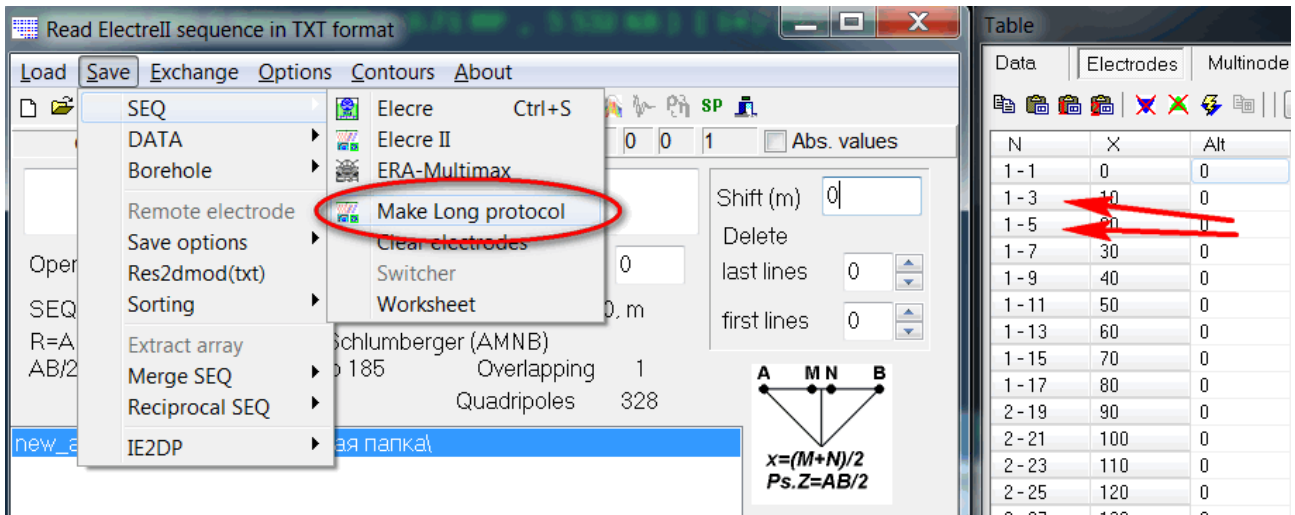 Read ElectreII sequence in TXT format
Load Save Exchange Options Contours About
SP
SEQ
DATA
Borehole
Remote electrode
Save options
Res2dmod(txt)
Sorting
Extract array
Merge SEQ
Reciprocal SEQ
IE2DP
Elecre Ctrl+S
Elecre II
ERA-Multimax
Make Long protocol
Clear electrodes
Switcher
Worksheet
0 0 1 Abs. values
Shift (m) 0
Delete
last lines 0
first lines 0
Oper 0
SEQ 0, m
R=A Schlumberger (AMNB)
AB/2 185 Overlapping 1
Quadripoles 328
new_a ая папка\
A M N B
x=(M+N)/2
Ps.Z=AB/2
Table
Data Electrodes Multinode
N X Alt
1 - 1 0 0
1 - 3 10 0
1 - 5 0
1 - 7 30 0
1 - 9 40 0
1 - 11 50 0
1 - 13 60 0
1 - 15 70 0
1 - 17 80 0
2 - 19 90 0
2 - 21 100 0
2 - 23 110 0
2 - 25 120 0